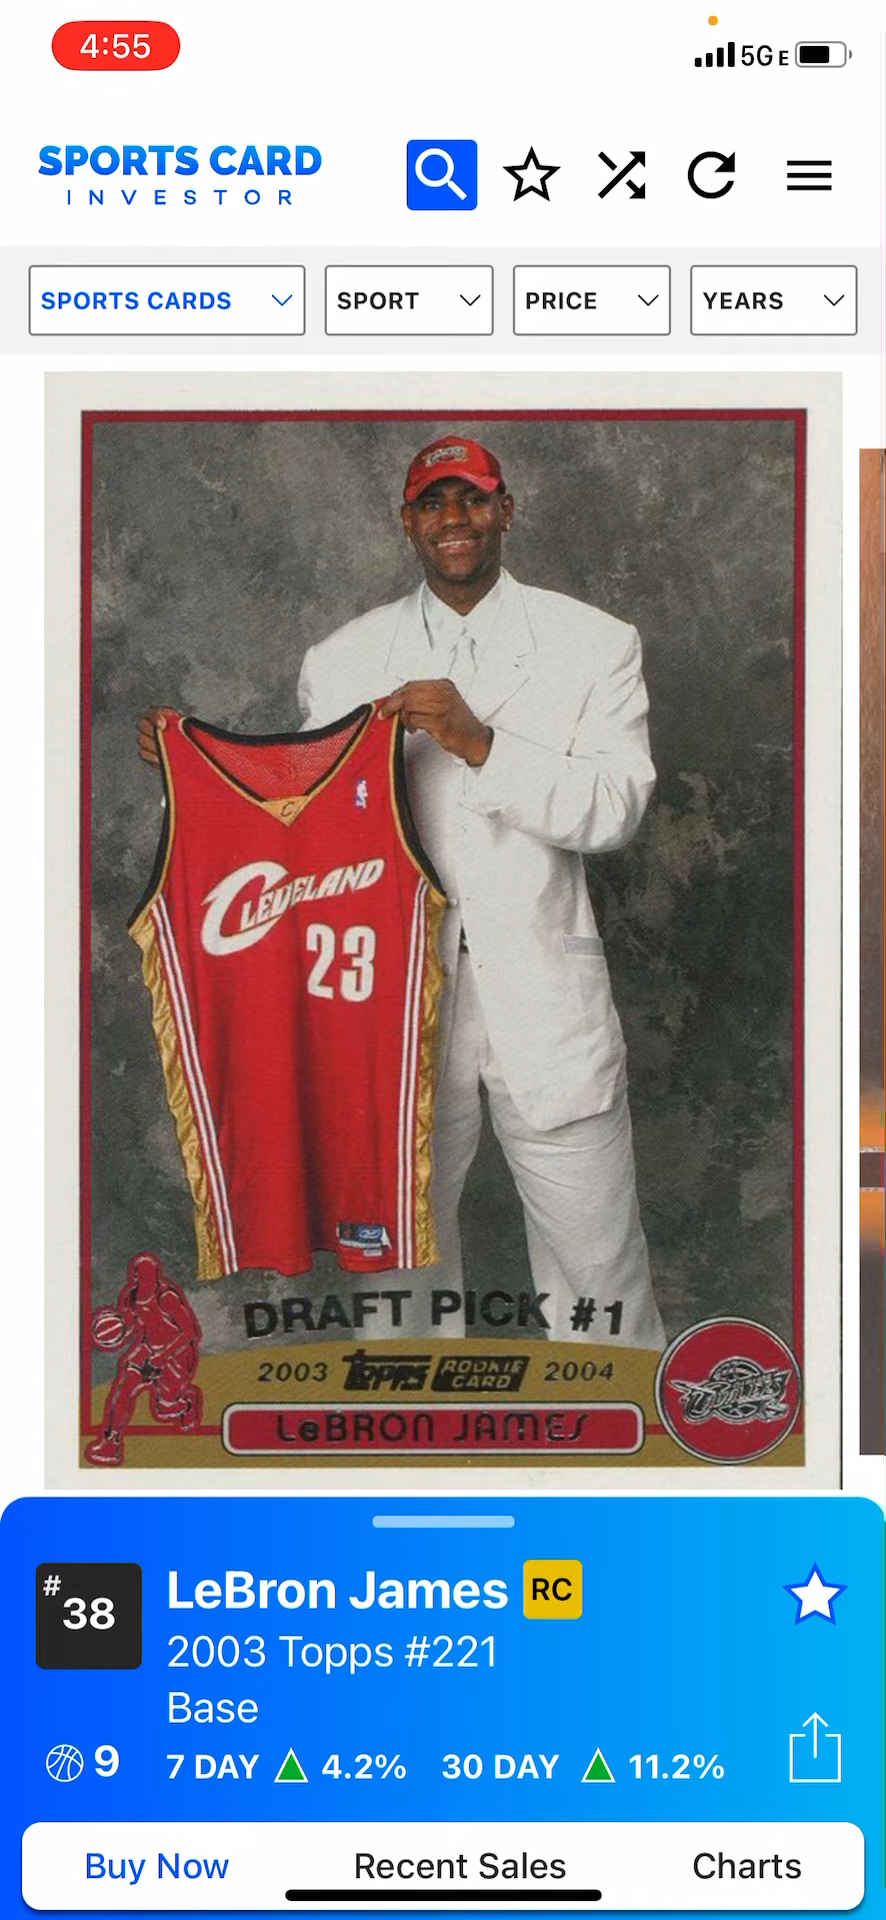 4:55
5G E
SPORTS CARD
INVESTOR
SPORTS CARDS
SPORT
PRICE
YEARS
C
CLEVELAND
23
DRAFT PICK #1
2003 Topps ROOKIE CARD 2004
LeBRON JAMES
CAVALIERS
#38
LeBron James RC
2003 Topps #221
Base
9 7 DAY 4.2% 30 DAY 11.2%
Buy Now Recent Sales Charts